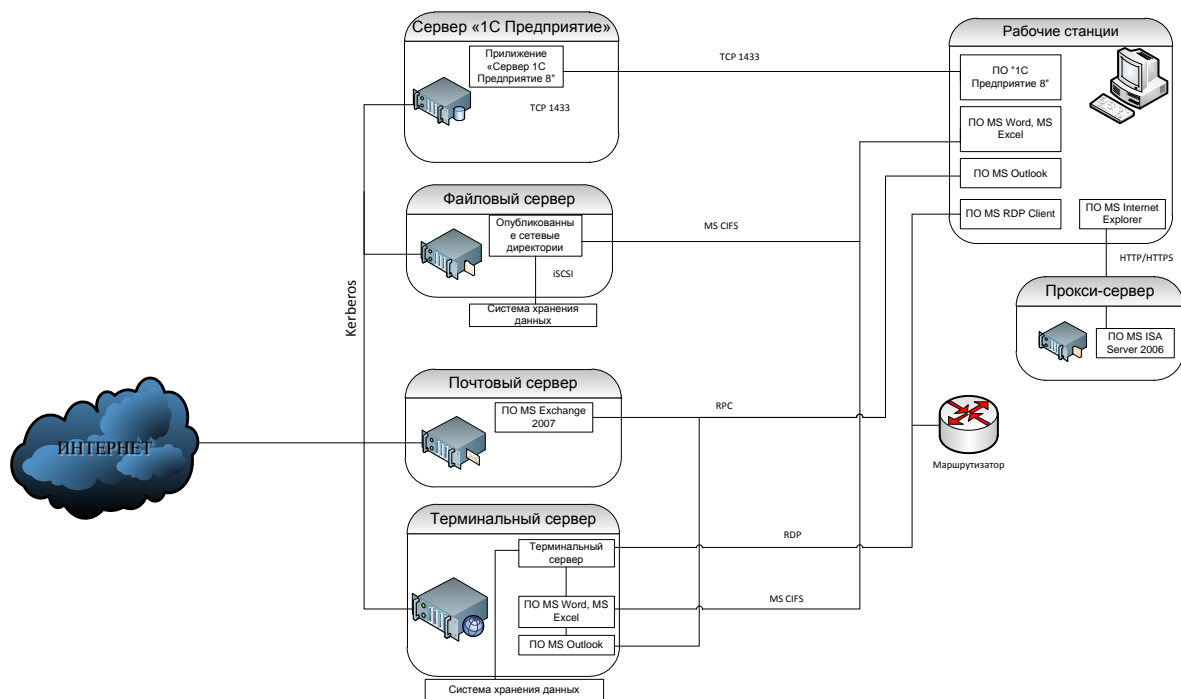 Сервер «1С Предприятие»
Прилижение
«Сервер 1С
Предприятие 8"
TCP 1433
TCP 1433
Рабочие станции
ПО "1С
Предприятие 8"
ПО MS Word, MS
Excel
ПО MS Outlook
ПО MS RDP Client
ПО MS Internet
Explorer
HTTP/HTTPS
Прокси-сервер
ПО MS ISA
Server 2006
Файловый сервер
Опубликованны
е сетевые
директории
iSCSI
Система хранения
данных
MS CIFS
Kerberos
Почтовый сервер
ПО MS Exchange
2007
RPC
ИНТЕРНЕТ
Маршрутизатор
Терминальный сервер
Терминальный
сервер
RDP
ПО MS Word, MS
Excel
MS CIFS
ПО MS Outlook
Система хранения данных